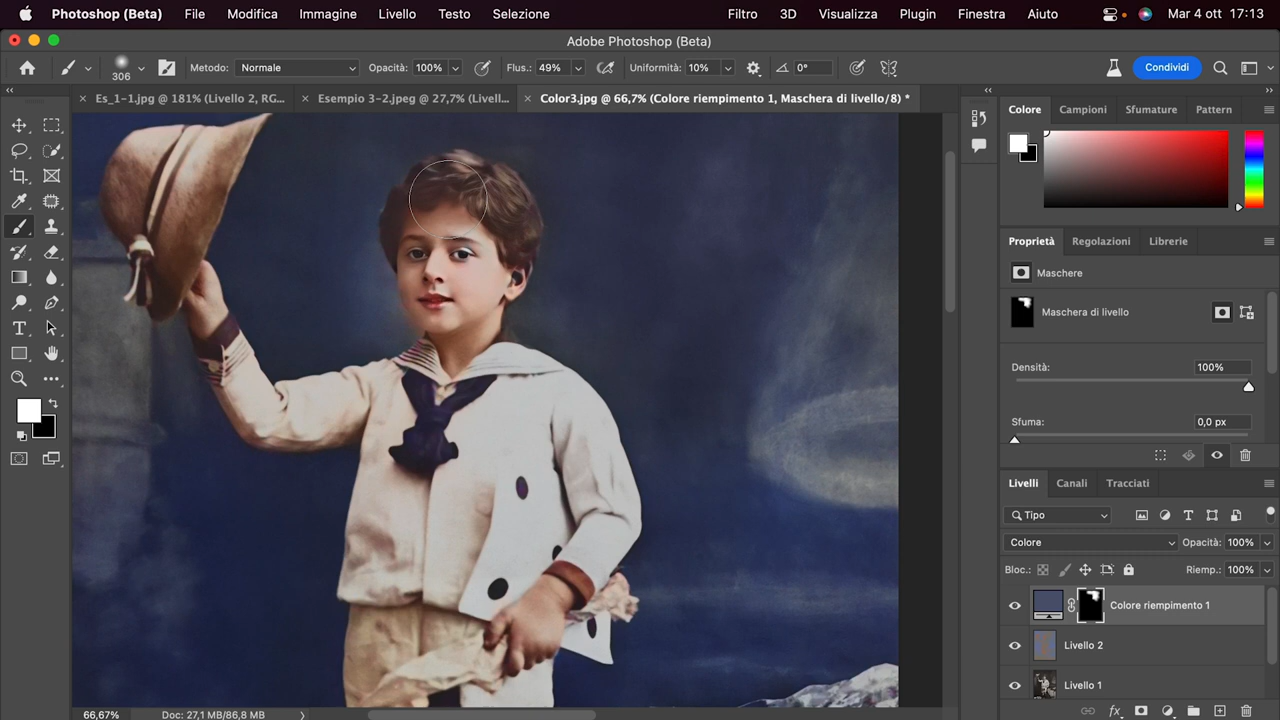 Photoshop (Beta) File Modifica Immagine Livello Testo Selezione Filtro 3D Visualizza Plugin Finestra Aiuto Mar 4 ott 17:13
Adobe Photoshop (Beta)
306 Metodo: Normale Opacità: 100% Flus.: 49% Uniformità: 10% 0° Condividi
Es_1-1.jpg @ 181% (Livello 2, RG... Esempio 3-2.jpeg @ 27,7% (Livell... Color3.jpg @ 66,7% (Colore riempimento 1, Maschera di livello/8) *
Colore Campioni Sfumature Pattern
Proprietà Regolazioni Librerie
Maschere
Maschera di livello
Densità: 100%
Sfuma: 0,0 px
Livelli Canali Tracciati
Tipo
Colore Opacità: 100%
Bloc.: Riemp.: 100%
Colore riempimento 1
Livello 2
Livello 1
66,67% Doc: 27,1 MB/86,8 MB